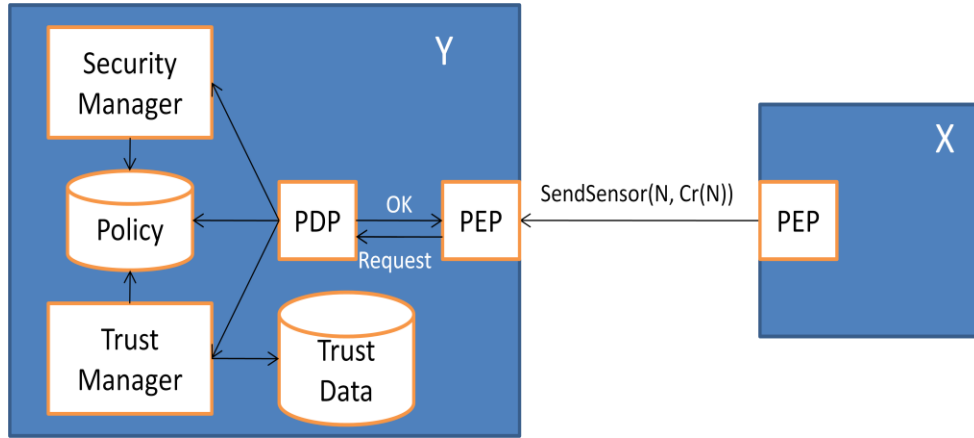 Y
Security
Manager
X
SendSensor(N, Cr(N))
Policy
PDP
OK
Request
PEP
PEP
Trust
Manager
Trust
Data